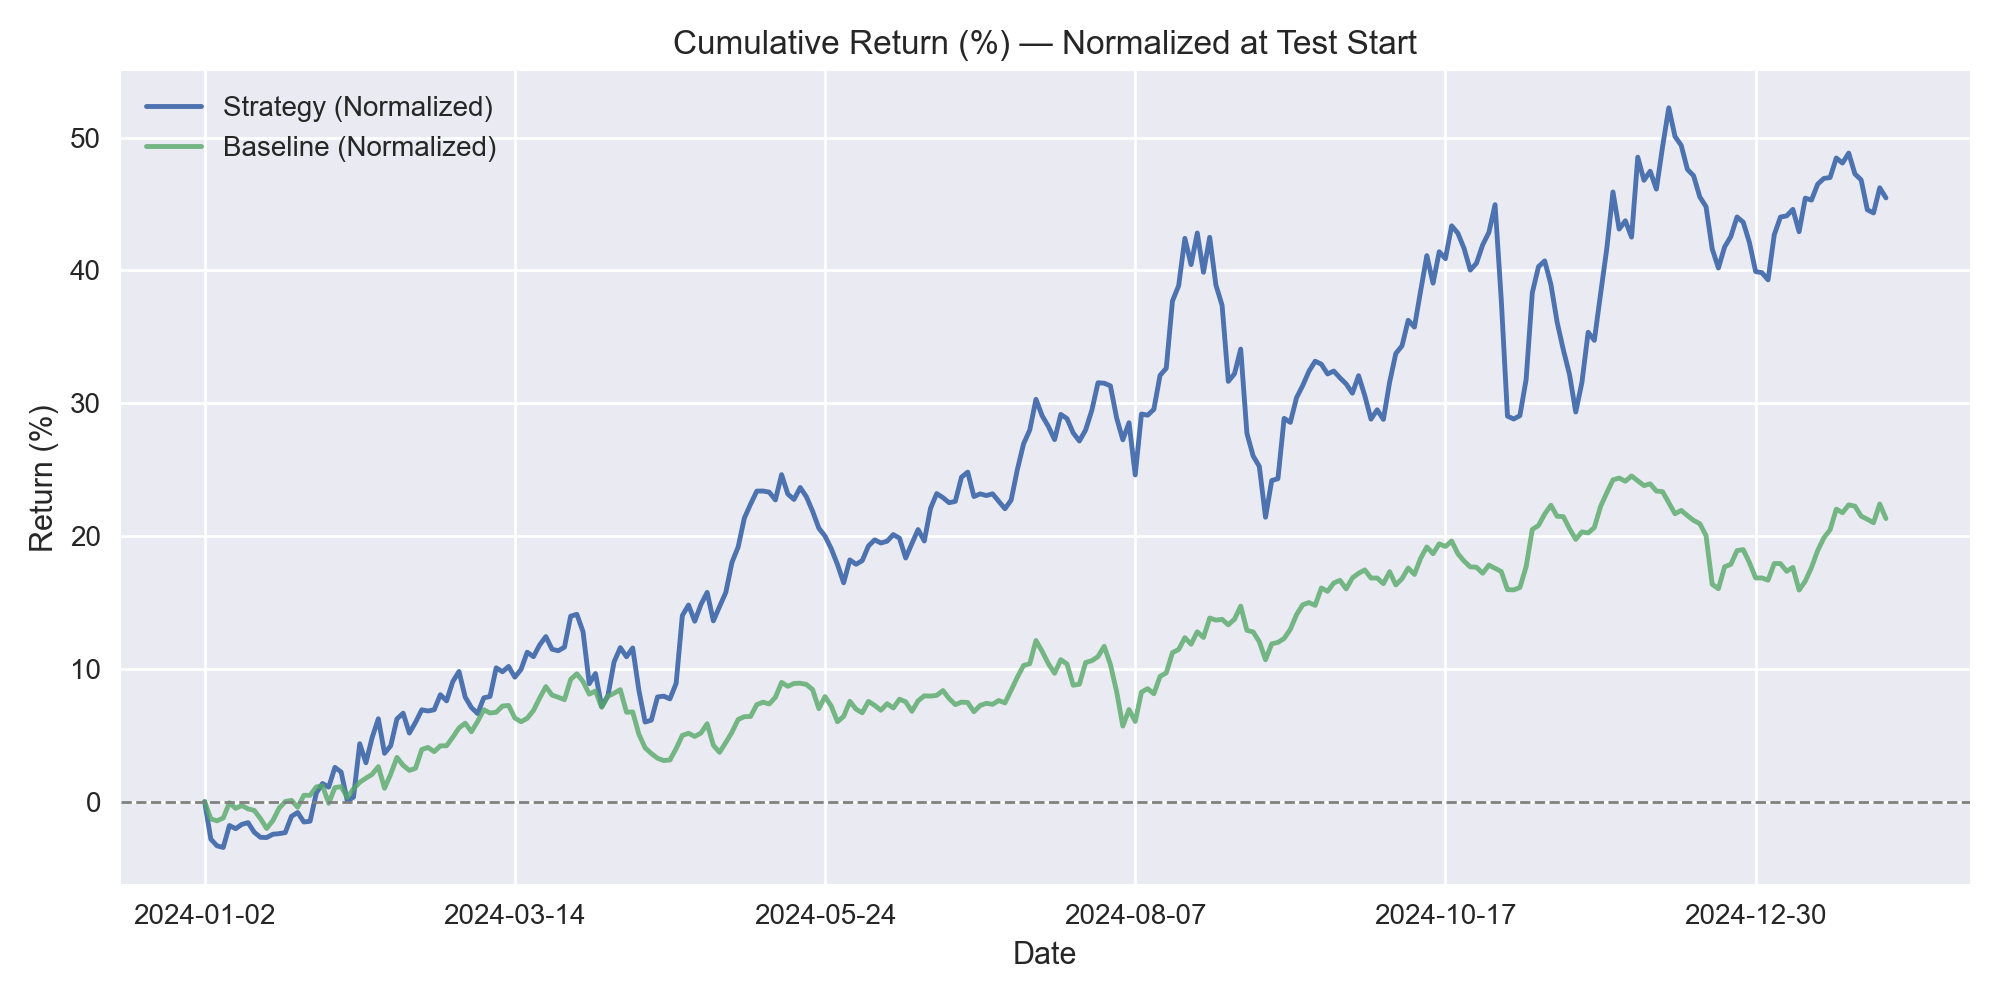 Cumulative Return (%) — Normalized at Test Start
Strategy (Normalized)
Baseline (Normalized)
Return (%)
50
40
30
20
10
0
2024-01-02
2024-03-14
2024-05-24
2024-08-07
2024-10-17
2024-12-30
Date